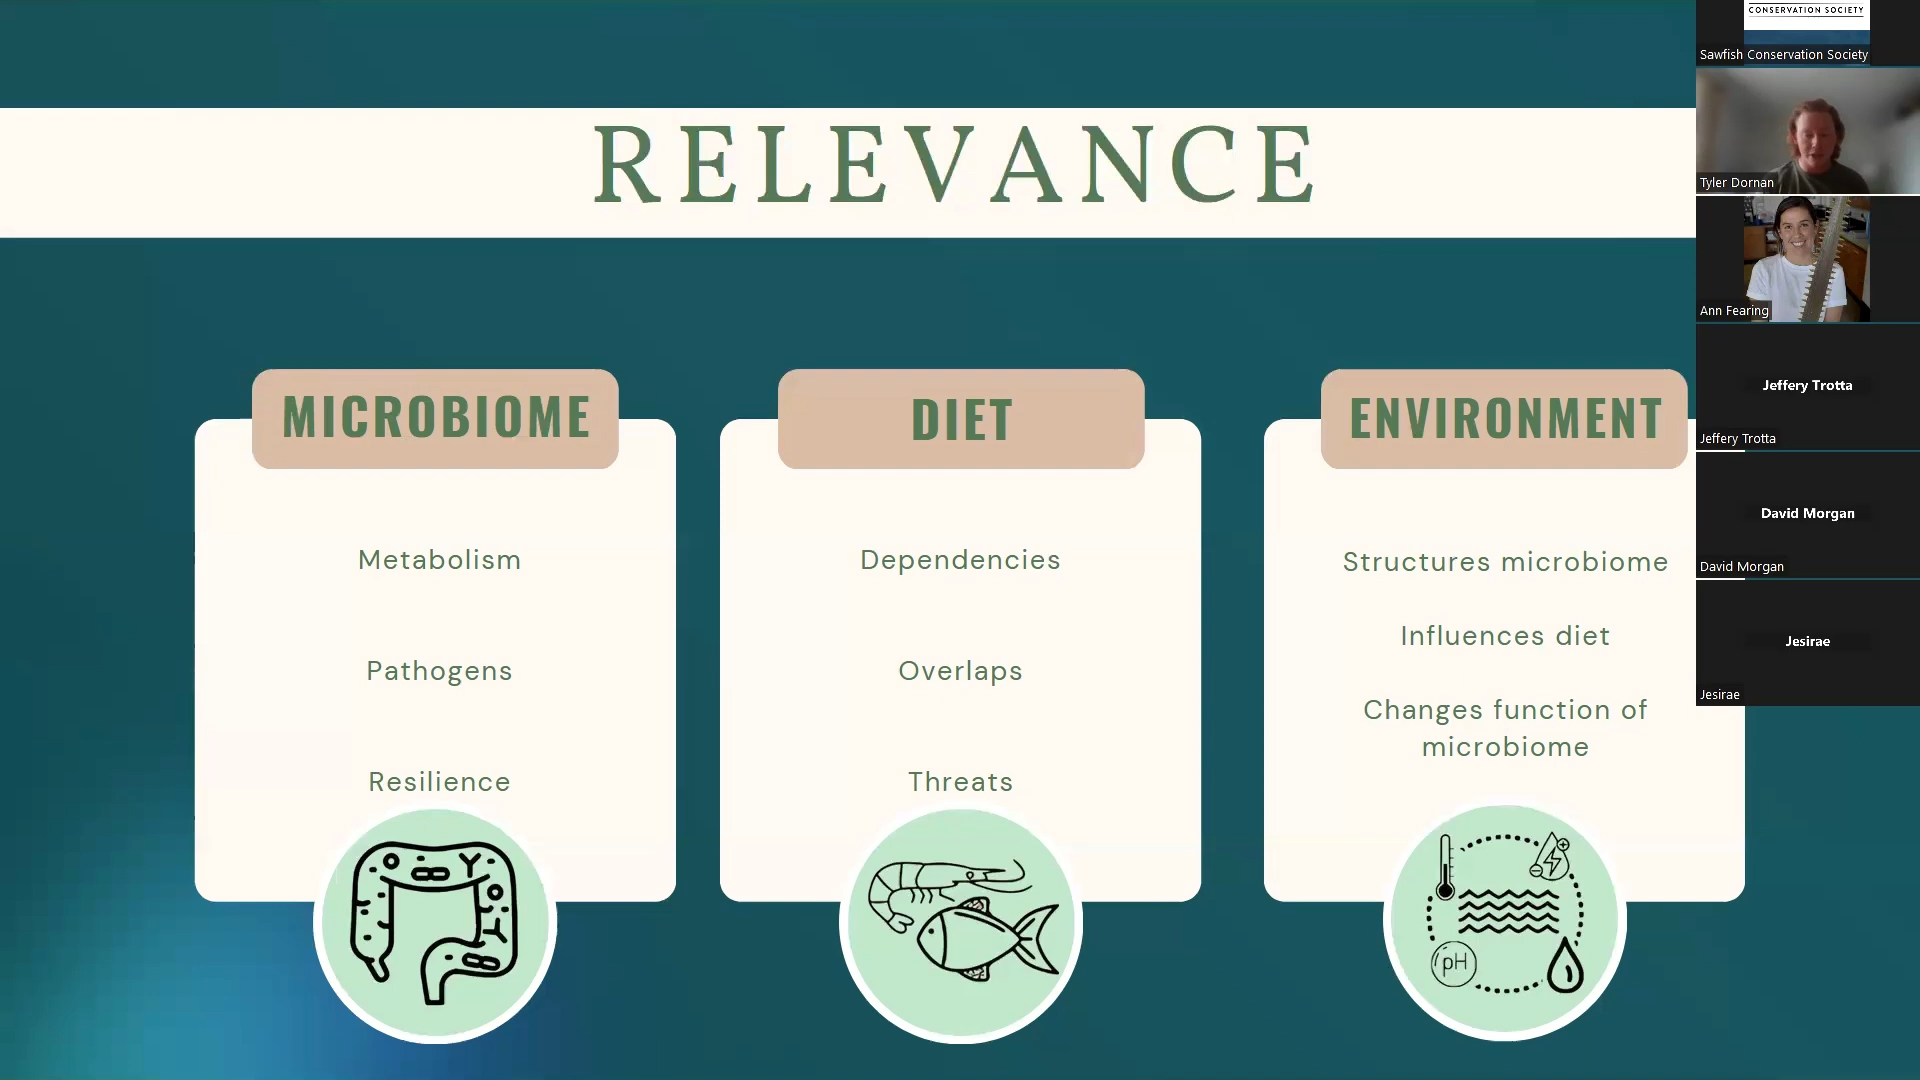 RELEVANCE
MICROBIOME
Metabolism
Pathogens
Resilience
DIET
Dependencies
Overlaps
Threats
ENVIRONMENT
Structures microbiome
Influences diet
Changes function of
microbiome
pH
CONSERVATION SOCIETY
Sawfish Conservation Society
Tyler Dornan
Ann Fearing
Jeffery Trotta
Jeffery Trotta
David Morgan
David Morgan
Jesirae
Jesirae